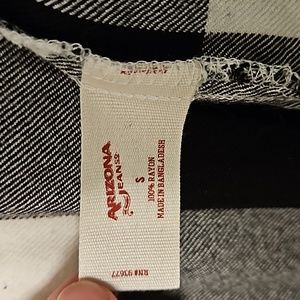 ARIZONA
JEAN CO.
S
100% RAYON
MADE IN BANGLADESH
RN# 93677